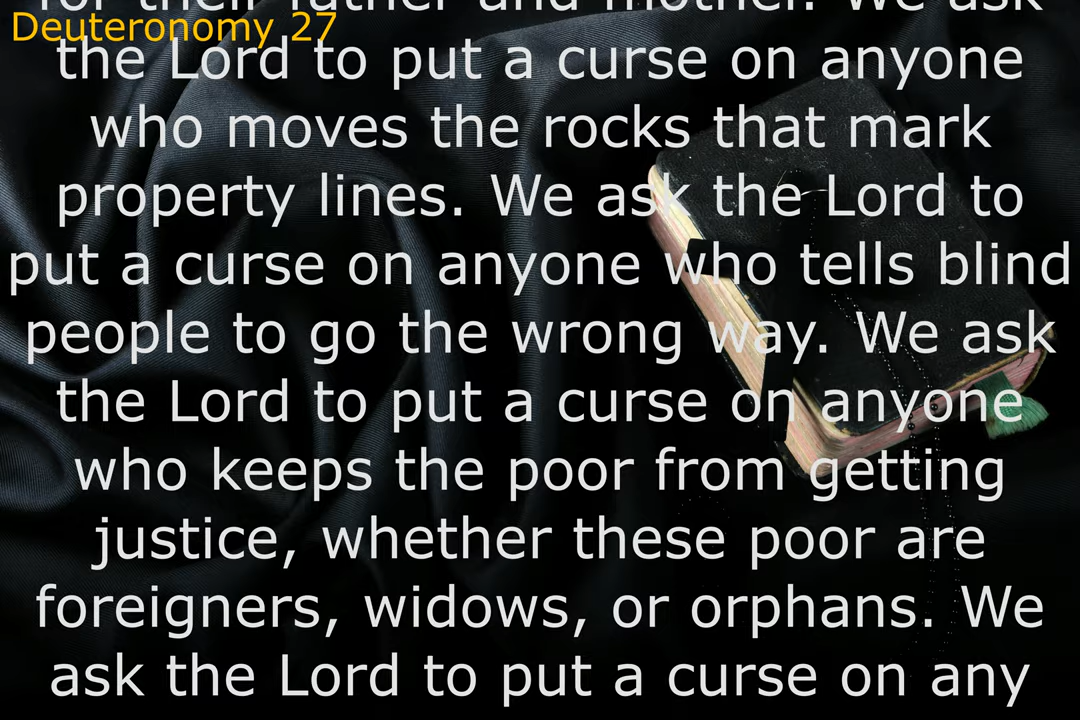 for their father and mother. We ask
Deuteronomy 27
the Lord to put a curse on anyone
who moves the rocks that mark
property lines. We ask the Lord to
put a curse on anyone who tells blind
people to go the wrong way. We ask
the Lord to put a curse on anyone
who keeps the poor from getting
justice, whether these poor are
foreigners, widows, or orphans. We
ask the Lord to put a curse on any